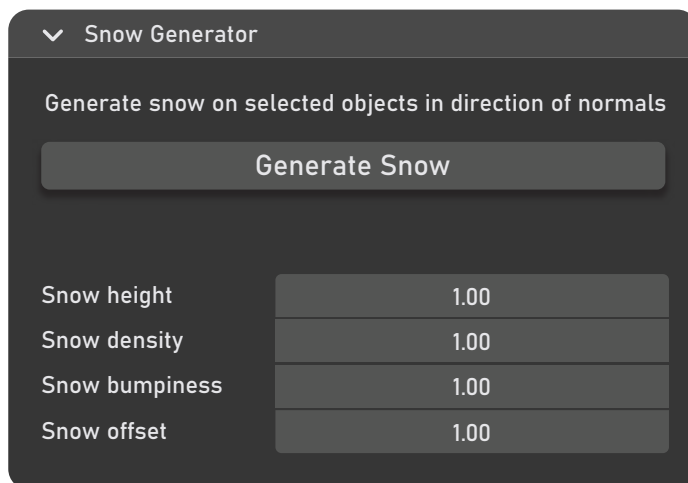 Snow Generator
Generate snow on selected objects in direction of normals
Generate Snow
Snow height 1.00
Snow density 1.00
Snow bumpiness 1.00
Snow offset 1.00